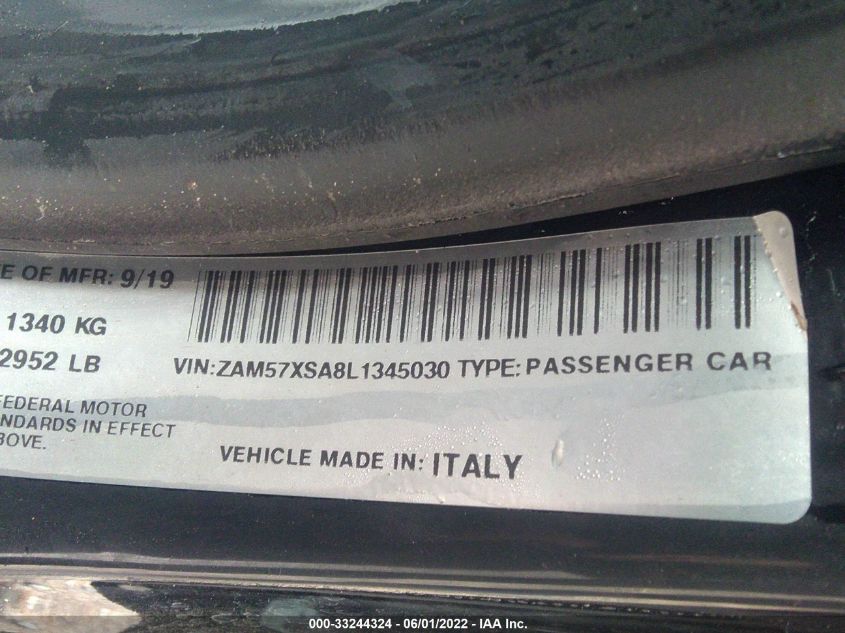 E OF MFR: 9/19
1340 KG
2952 LB
VIN:ZAM57XSA8L1345030 TYPE:PASSENGER CAR
FEDERAL MOTOR
NDARDS IN EFFECT
BOVE.
VEHICLE MADE IN: ITALY
000-33244324 - 06/01/2022 - IAA Inc.